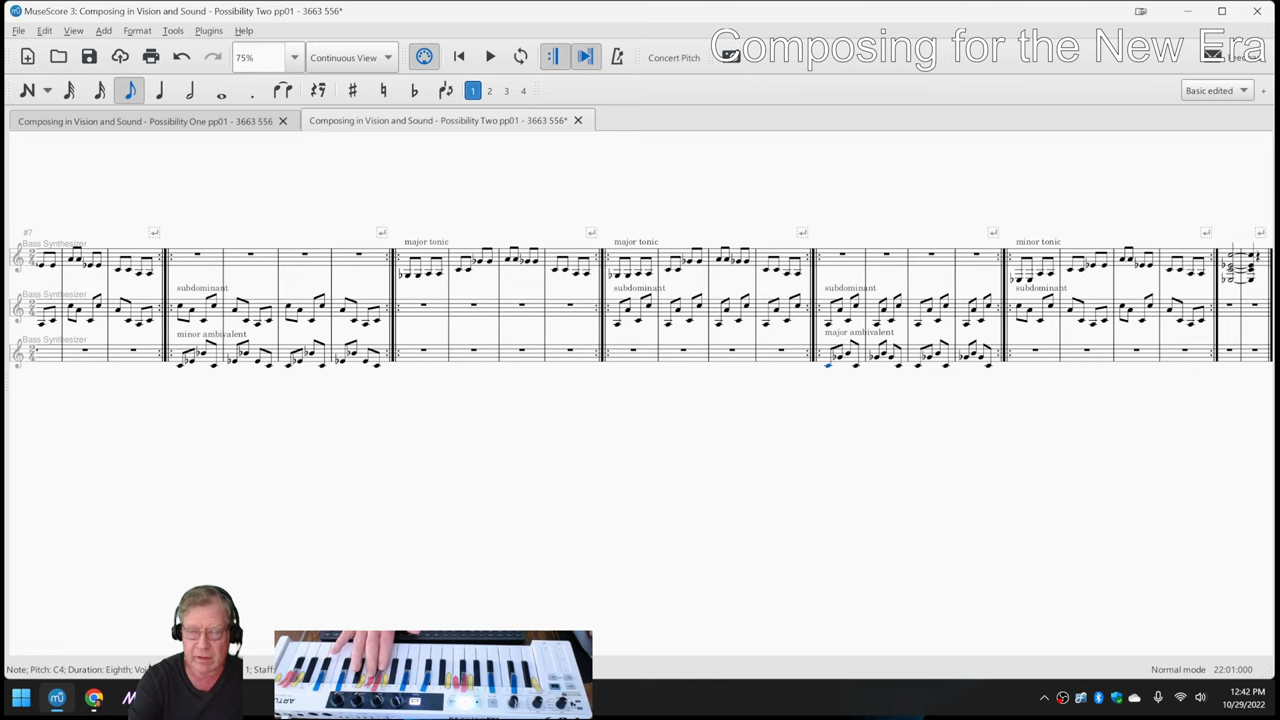 MuseScore 3: Composing in Vision and Sound - Possibility Two pp01 - 3663 556*
File Edit View Add Format Tools Plugins Help
Composing for the New Era
75% Continuous View Concert Pitch
1 2 3 4 Basic edited
Composing in Vision and Sound - Possibility One pp01 - 3663 556
Composing in Vision and Sound - Possibility Two pp01 - 3663 556*
#7
Bass Synthesizer major tonic major tonic minor tonic
Bass Synthesizer subdominant subdominant subdominant subdominant
Bass Synthesizer minor ambivalent major ambivalent
Note; Pitch: C4; Duration: Eighth; 1; Staff: Normal mode 22:01:000
12:42 PM
10/29/2022